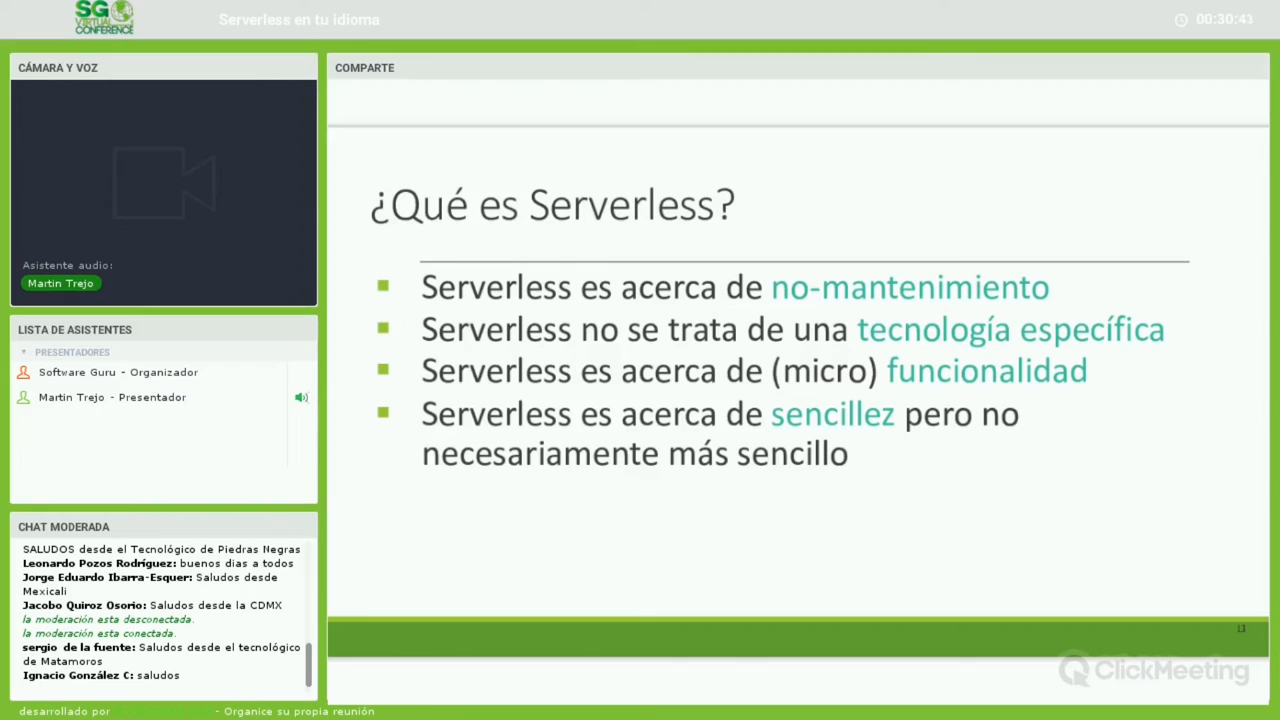 SG
VIRTUAL
CONFERENCE
Serverless en tu idioma
00:30:43
CÁMARA Y VOZ
Asistente audio:
Martin Trejo
LISTA DE ASISTENTES
PRESENTADORES
Software Guru - Organizador
Martin Trejo - Presentador
CHAT MODERADA
SALUDOS desde el Tecnológico de Piedras Negras
Leonardo Pozos Rodríguez: buenos dias a todos
Jorge Eduardo Ibarra-Esquer: Saludos desde
Mexicali
Jacobo Quiroz Osorio: Saludos desde la CDMX
la moderación esta desconectada.
la moderación esta conectada.
sergio de la fuente: Saludos desde el tecnológico
de Matamoros
Ignacio González C: saludos
COMPARTE
¿Qué es Serverless?
Serverless es acerca de no-mantenimiento
Serverless no se trata de una tecnología específica
Serverless es acerca de (micro) funcionalidad
Serverless es acerca de sencillez pero no
necesariamente más sencillo
ClickMeeting
desarrollado por - Organice su propia reunión